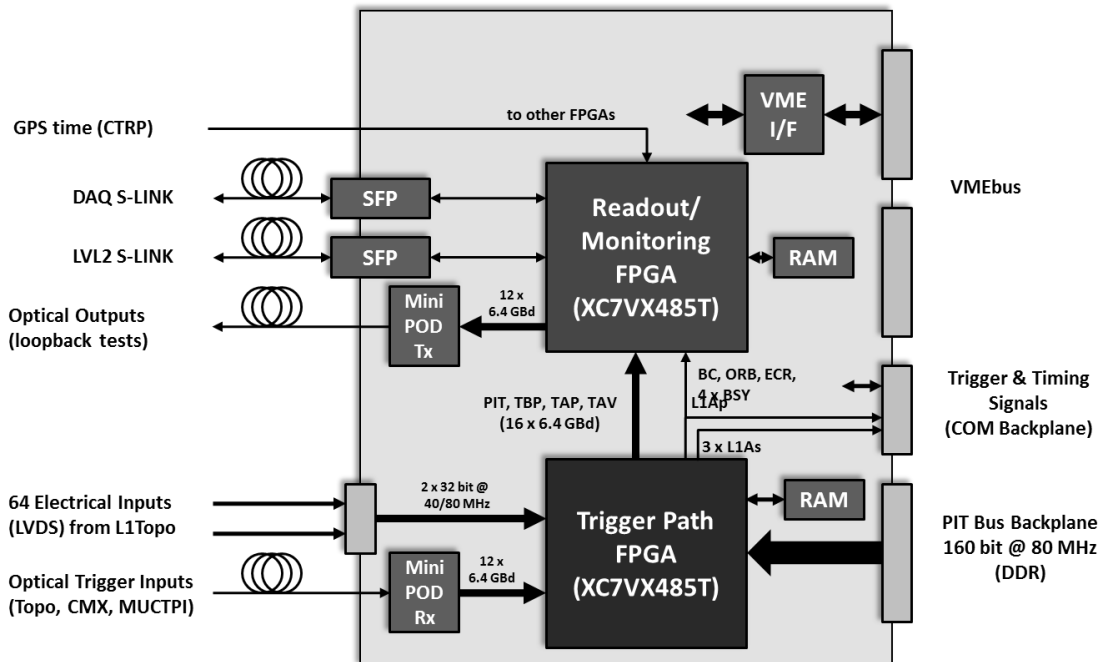 GPS time (CTRP)
to other FPGAs
VME
I/F
VMEbus
DAQ S-LINK
SFP
LVL2 S-LINK
SFP
Readout/
Monitoring
FPGA
(XC7VX485T)
RAM
Optical Outputs
(loopback tests)
Mini
POD
Tx
12 x
6.4 GBd
PIT, TBP, TAP, TAV
(16 x 6.4 GBd)
BC, ORB, ECR,
4 x BSY
L1Ap
3 x L1As
Trigger & Timing
Signals
(COM Backplane)
64 Electrical Inputs
(LVDS) from L1Topo
2 x 32 bit @
40/80 MHz
Trigger Path
FPGA
(XC7VX485T)
RAM
PIT Bus Backplane
160 bit @ 80 MHz
(DDR)
Optical Trigger Inputs
(Topo, CMX, MUCTPI)
Mini
POD
Rx
12 x
6.4 GBd